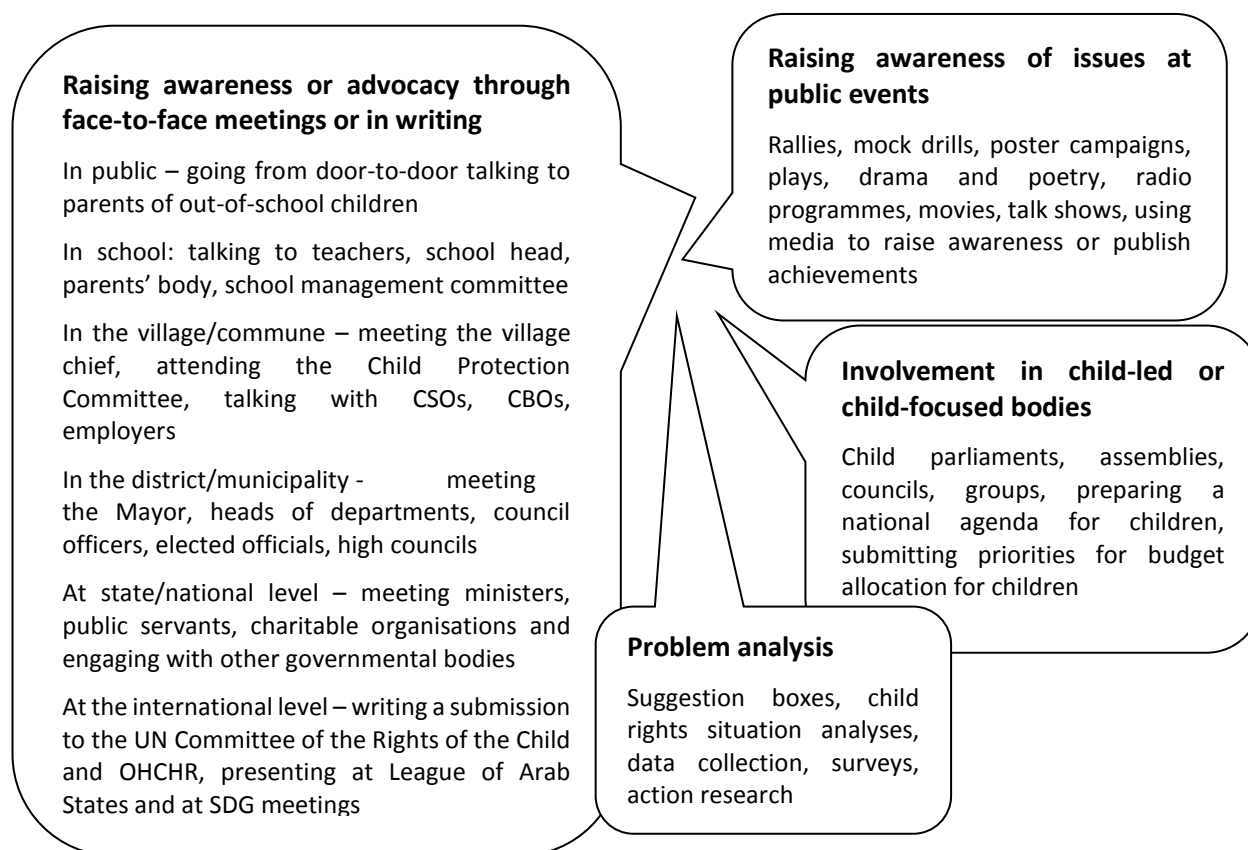 Raising awareness or advocacy through
face-to-face meetings or in writing
In public – going from door-to-door talking to
parents of out-of-school children
In school: talking to teachers, school head,
parents’ body, school management committee
In the village/commune – meeting the village
chief, attending the Child Protection
Committee, talking with CSOs, CBOs,
employers
In the district/municipality - meeting
the Mayor, heads of departments, council
officers, elected officials, high councils
At state/national level – meeting ministers,
public servants, charitable organisations and
engaging with other governmental bodies
At the international level – writing a submission
to the UN Committee of the Rights of the Child
and OHCHR, presenting at League of Arab
States and at SDG meetings
Raising awareness of issues at
public events
Rallies, mock drills, poster campaigns,
plays, drama and poetry, radio
programmes, movies, talk shows, using
media to raise awareness or publish
achievements
Involvement in child-led or
child-focused bodies
Child parliaments, assemblies,
councils, groups, preparing a
national agenda for children,
submitting priorities for budget
allocation for children
Problem analysis
Suggestion boxes, child
rights situation analyses,
data collection, surveys,
action research